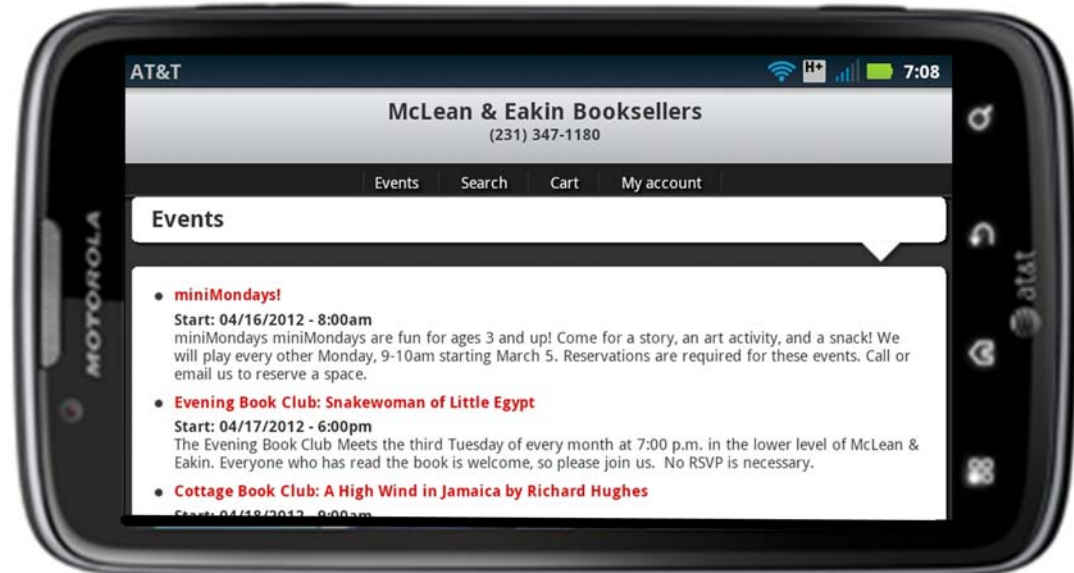 AT&T
H+
7:08
McLean & Eakin Booksellers
(231) 347-1180
Events Search Cart My account
Events
miniMondays!
Start: 04/16/2012 - 8:00am
miniMondays miniMondays are fun for ages 3 and up! Come for a story, an art activity, and a snack! We
will play every other Monday, 9-10am starting March 5. Reservations are required for these events. Call or
email us to reserve a space.
Evening Book Club: Snakewoman of Little Egypt
Start: 04/17/2012 - 6:00pm
The Evening Book Club Meets the third Tuesday of every month at 7:00 p.m. in the lower level of McLean &
Eakin. Everyone who has read the book is welcome, so please join us. No RSVP is necessary.
Cottage Book Club: A High Wind in Jamaica by Richard Hughes
Start: 04/18/2012 - 9:00am
MOTOROLA
at&t